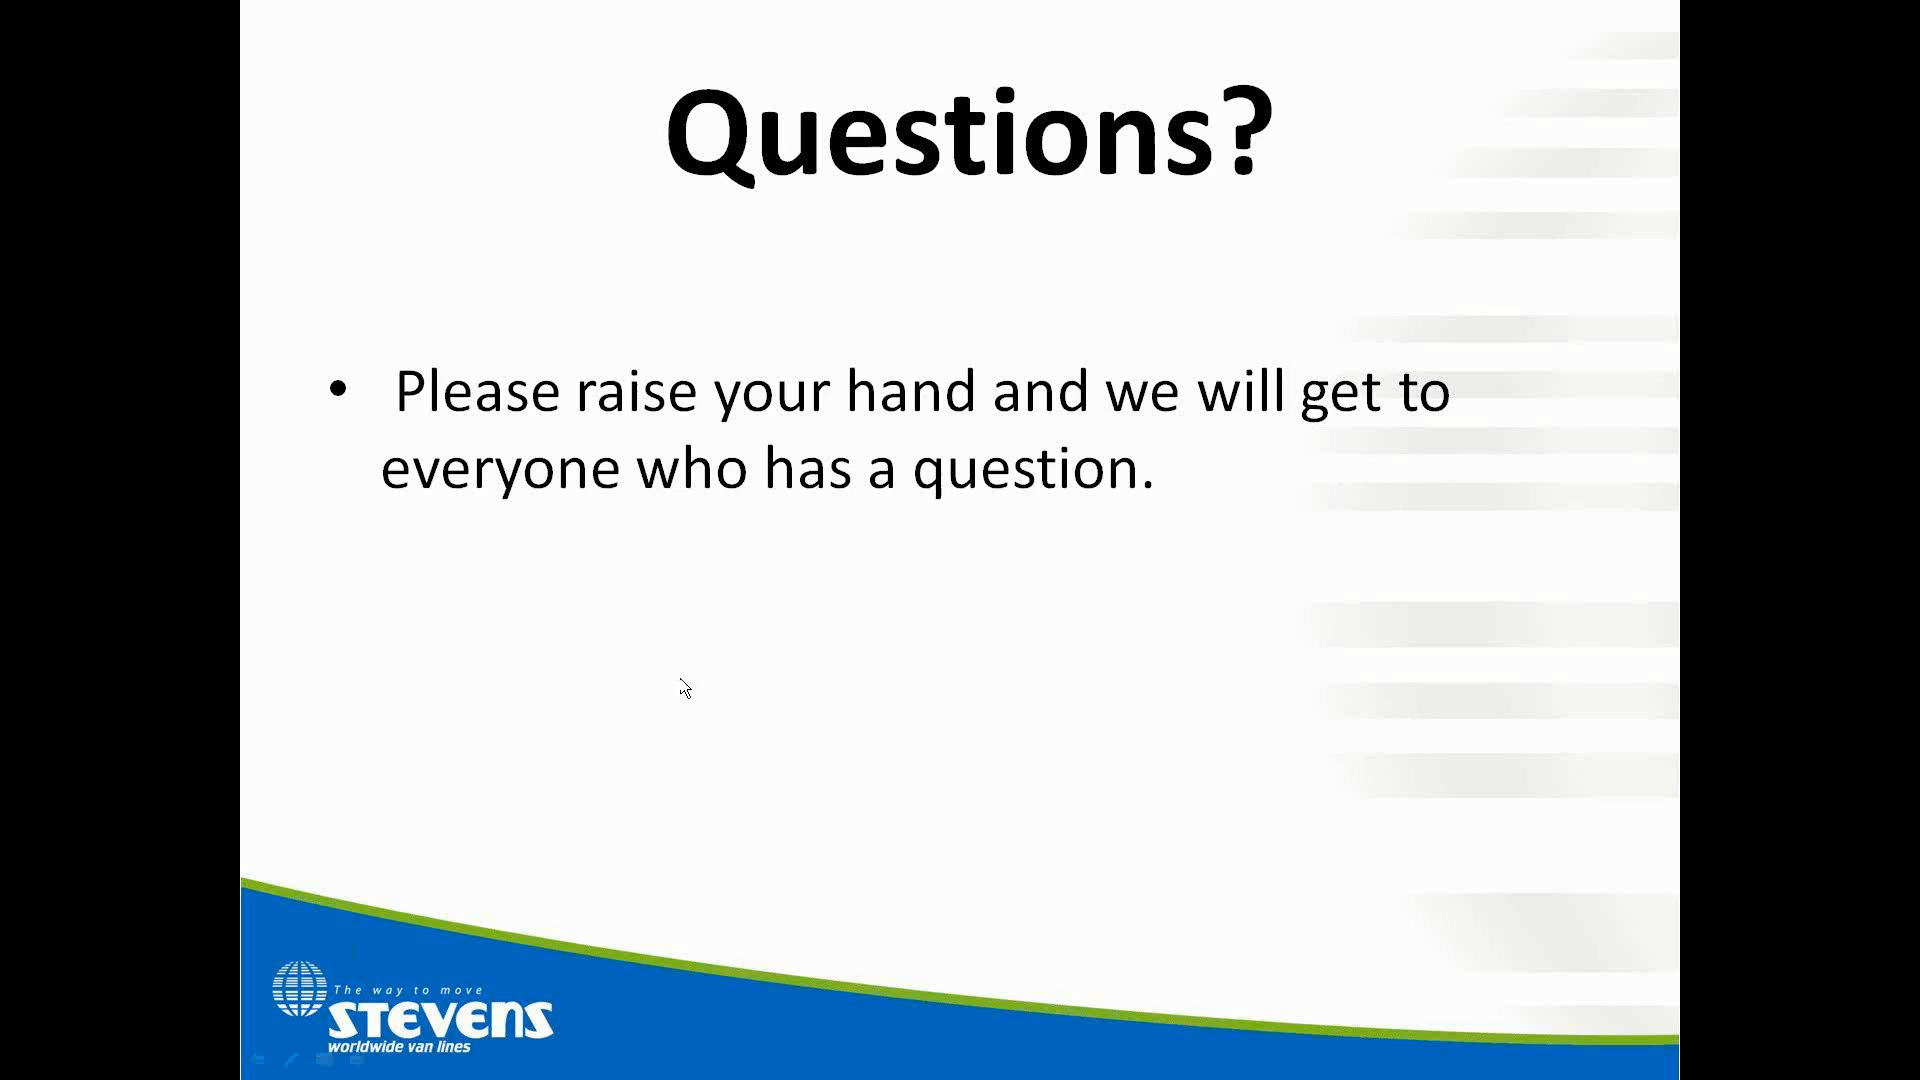 Questions?
• Please raise your hand and we will get to
everyone who has a question.
The way to move
STEVENS
worldwide van lines